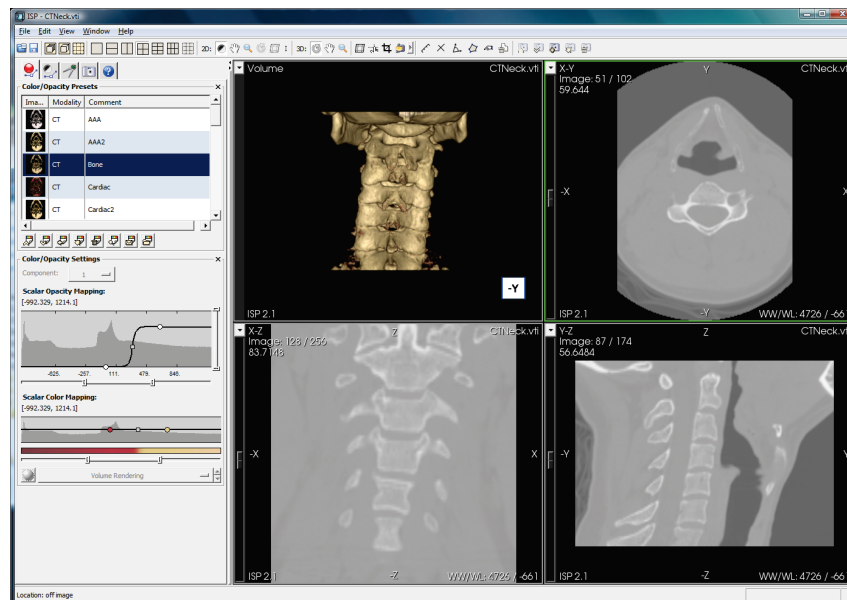 ISP - CTNeck.vti
File Edit View Window Help
2D: 3D:
Color/Opacity Presets
Ima... Modality Comment
CT AAA
CT AAA2
CT Bone
CT Cardiac
CT Cardiac2
Color/Opacity Settings
Component: 1
Scalar Opacity Mapping:
[-992.329, 1214.1]
-625. -257. 111. 479. 846.
Scalar Color Mapping:
[-992.329, 1214.1]
Volume Rendering
Location: off image
Volume CTNeck.vti
-Y
ISP 2.1
X-Y Y CTNeck.vt
Image: 51 / 102
59.644
-X X
ISP 2.1 -Y WW/WL: 4726 / -66
X-Z Z CTNeck.vti
Image: 128 / 256
83.7148
-X X
ISP 2.1 -Z WW/WL: 4726 / -661
Y-Z Z CTNeck.vt
Image: 87 / 174
56.6484
-Y Y
ISP 2.1 -Z WW/WL: 4726 / -66